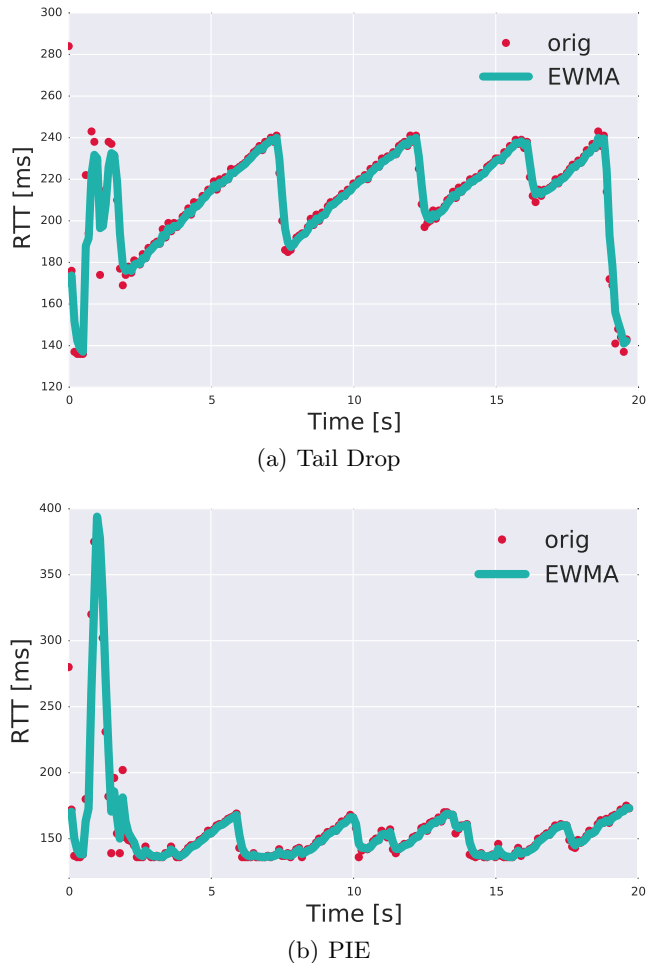 300
280
260
240
220
200
180
160
140
120
RTT [ms]
orig
EWMA
0 5 10 15 20
Time [s]
(a) Tail Drop
400
350
300
250
200
150
RTT [ms]
orig
EWMA
0 5 10 15 20
Time [s]
(b) PIE